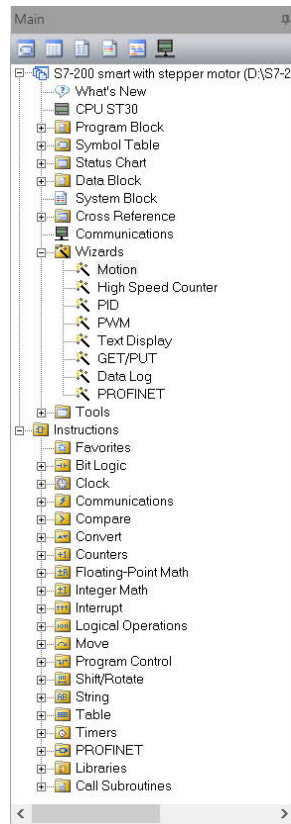 Main
S7-200 smart with stepper motor (D:\S7-2
What's New
CPU ST30
Program Block
Symbol Table
Status Chart
Data Block
System Block
Cross Reference
Communications
Wizards
Motion
High Speed Counter
PID
PWM
Text Display
GET/PUT
Data Log
PROFINET
Tools
Instructions
Favorites
Bit Logic
Clock
Communications
Compare
Convert
Counters
Floating-Point Math
Integer Math
Interrupt
Logical Operations
Move
Program Control
Shift/Rotate
String
Table
Timers
PROFINET
Libraries
Call Subroutines